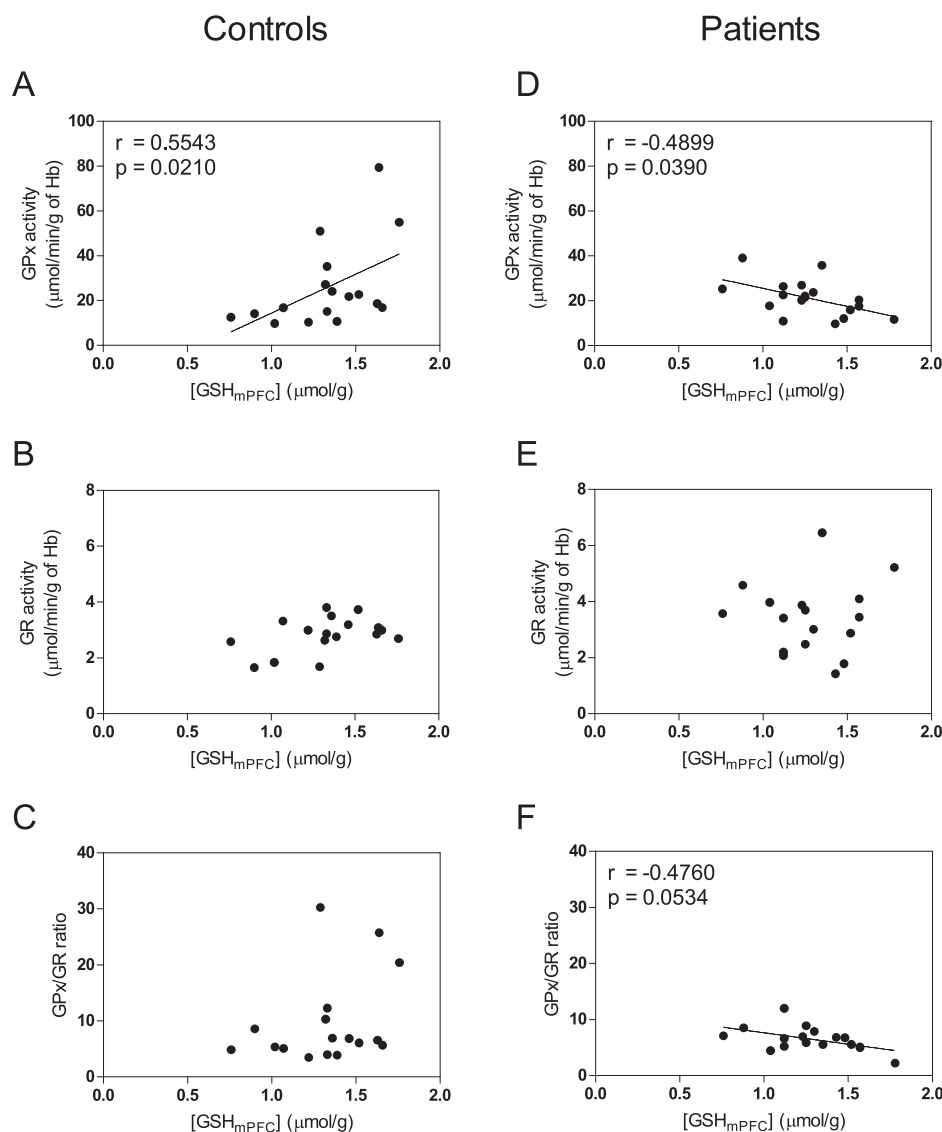 Controls
Patients
A
GPx activity
(μmol/min/g of Hb)
100
80
60
40
20
0
r = 0.5543
p = 0.0210
0.0 0.5 1.0 1.5 2.0
[GSHmPFC] (μmol/g)
D
GPx activity
(μmol/min/g of Hb)
100
80
60
40
20
0
r = -0.4899
p = 0.0390
0.0 0.5 1.0 1.5 2.0
[GSHmPFC] (μmol/g)
B
GR activity
(μmol/min/g of Hb)
8
6
4
2
0
0.0 0.5 1.0 1.5 2.0
[GSHmPFC] (μmol/g)
E
GR activity
(μmol/min/g of Hb)
8
6
4
2
0
0.0 0.5 1.0 1.5 2.0
[GSHmPFC] (μmol/g)
C
GPx/GR ratio
40
30
20
10
0
0.0 0.5 1.0 1.5 2.0
[GSHmPFC] (μmol/g)
F
GPx/GR ratio
40
30
20
10
0
r = -0.4760
p = 0.0534
0.0 0.5 1.0 1.5 2.0
[GSHmPFC] (μmol/g)